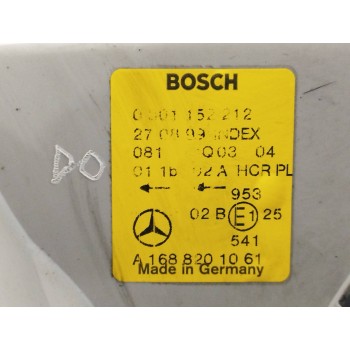 BOSCH
0 301 152 212
27 08 99 INDEX
081 Q03 04
01 1b 02 A HCR PL
953
02 B E1 25
541
A 168 820 10 61
Made in Germany